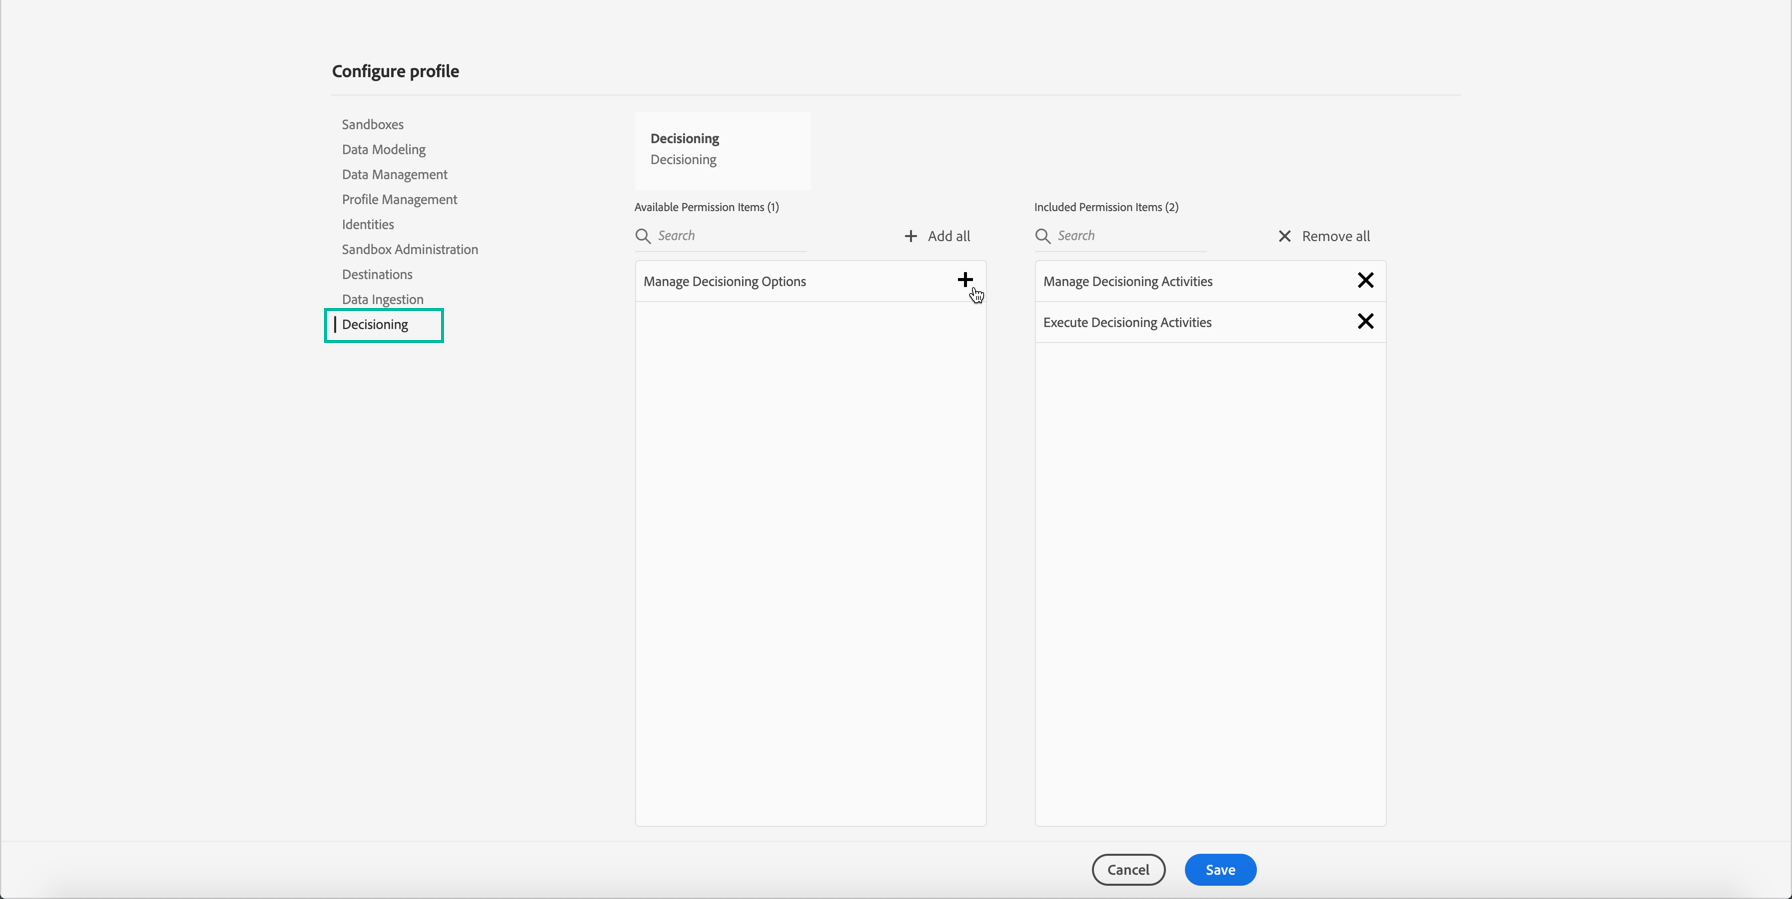 Configure profile
Sandboxes
Data Modeling
Data Management
Profile Management
Identities
Sandbox Administration
Destinations
Data Ingestion
Decisioning
Decisioning
Decisioning
Available Permission Items (1)
Search
Add all
Manage Decisioning Options
Included Permission Items (2)
Search
Remove all
Manage Decisioning Activities
Execute Decisioning Activities
Cancel
Save